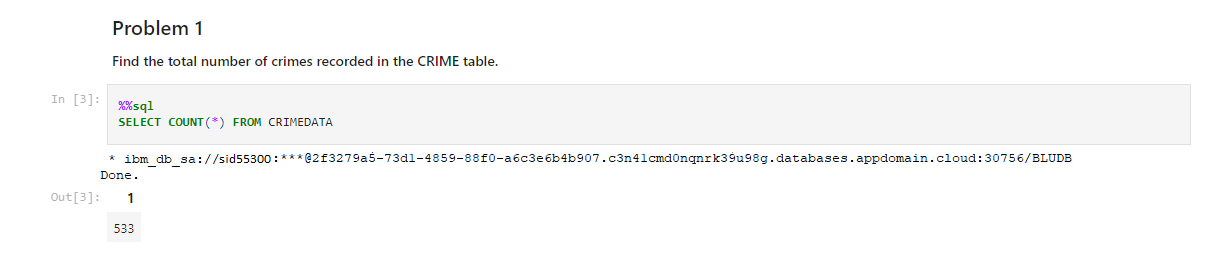 Problem 1
Find the total number of crimes recorded in the CRIME table.
In [3]:
%%sql
SELECT COUNT(*) FROM CRIMEDATA
* ibm_db_sa://sid55300:***@2f3279a5-73d1-4859-88f0-a6c3e6b4b907.c3n41cmd0nqnrk39u98g.databases.appdomain.cloud:30756/BLUDB
Done.
Out[3]:
1
533